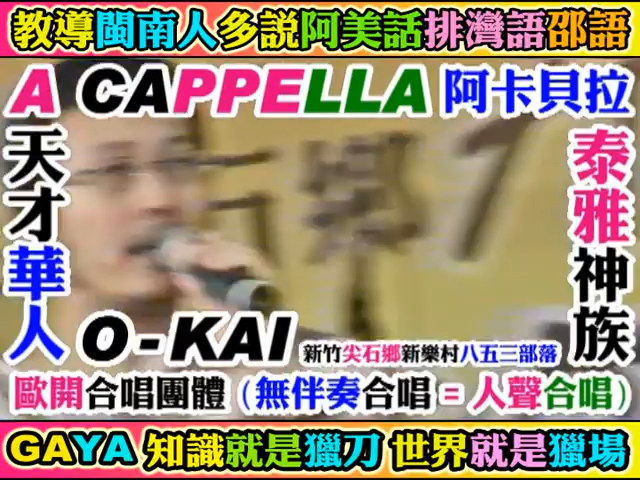 教導閩南人多說阿美話排灣語邵語
A CAPPELLA 阿卡貝拉
天才華人
泰雅神族
鄉
O-KAI 新竹尖石鄉新樂村八五三部落
歐開合唱團體(無伴奏合唱=人聲合唱)
GAYA 知識就是獵刀 世界就是獵場